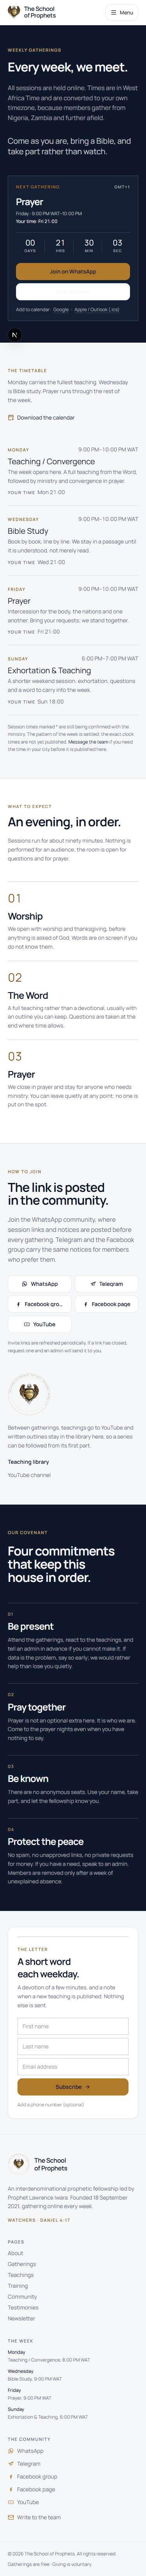 The School
of Prophets
Menu
WEEKLY GATHERINGS
Every week, we meet.
All sessions are held online. Times are in West
Africa Time and are converted to your own
timezone, because members gather from
Nigeria, Zambia and further afield.
Come as you are, bring a Bible, and
take part rather than watch.
NEXT GATHERING
GMT+1
Prayer
Friday · 9:00 PM WAT–10:00 PM
Your time: Fri 21:00
00
21
30
03
DAYS
HRS
MIN
SEC
Join on WhatsApp
Add to calendar: Google · Apple / Outlook (.ics)
N
THE TIMETABLE
Monday carries the fullest teaching. Wednesday
is Bible study. Prayer runs through the rest of
the week.
Download the calendar
MONDAY
9:00 PM–10:00 PM WAT
Teaching / Convergence
The week opens here. A full teaching from the Word,
followed by ministry and convergence in prayer.
YOUR TIME Mon 21:00
WEDNESDAY
9:00 PM–10:00 PM WAT
Bible Study
Book by book, line by line. We stay in a passage until
it is understood, not merely read.
YOUR TIME Wed 21:00
FRIDAY
9:00 PM–10:00 PM WAT
Prayer
Intercession for the body, the nations and one
another. Bring your requests; we stand together.
YOUR TIME Fri 21:00
SUNDAY
6:00 PM–7:00 PM WAT
Exhortation & Teaching
A shorter weekend session: exhortation, questions
and a word to carry into the week.
YOUR TIME Sun 18:00
Session times marked * are still being confirmed with the
ministry. The pattern of the week is settled; the exact clock
times are not yet published. Message the team if you need
the time in your city before it is published here.
WHAT TO EXPECT
An evening, in order.
Sessions run for about ninety minutes. Nothing is
performed for an audience; the room is open for
questions and for prayer.
01
Worship
We open with worship and thanksgiving, before
anything is asked of God. Words are on screen if you
do not know them.
02
The Word
A full teaching rather than a devotional, usually with
an outline you can keep. Questions are taken at the
end where time allows.
03
Prayer
We close in prayer and stay for anyone who needs
ministry. You can leave quietly at any point; no one is
put on the spot.
HOW TO JOIN
The link is posted
in the community.
Join the WhatsApp community, where
session links and notices are posted before
every gathering. Telegram and the Facebook
group carry the same notices for members
who prefer them.
WhatsApp
Telegram
Facebook gro...
Facebook page
YouTube
Invite links are refreshed periodically. If a link has closed,
request one and an admin will send it to you.
Between gatherings, teachings go to YouTube and
written outlines stay in the library here, so a series
can be followed from its first part.
Teaching library
YouTube channel
OUR COVENANT
Four commitments
that keep this
house in order.
01
Be present
Attend the gatherings, react to the teachings, and
tell an admin if you genuinely cannot make it. If
data is the problem, say so early; we would rather
help than lose you quietly.
02
Pray together
Prayer is not an optional extra here. It is who we are.
Come to the prayer nights even when you have
nothing to say.
03
Be known
There are no anonymous seats. Use your name, take
part, and let the fellowship know you.
04
Protect the peace
No spam, no unapproved links, no private requests
for money. If you have a need, speak to an admin.
Members are removed only after a week of
unexplained absence.
THE LETTER
A short word
each weekday.
A devotion of a few minutes, and a note
when a new teaching is published. Nothing
else is sent.
First name
Last name
Email address
Subscribe
Add a phone number (optional)
The School
of Prophets
An interdenominational prophetic fellowship led by
Prophet Lawrence Iwara. Founded 19 September
2021, gathering online every week.
WATCHERS · DANIEL 4:17
PAGES
About
Gatherings
Teachings
Training
Community
Testimonies
Newsletter
THE WEEK
Monday
Teaching / Convergence, 9:00 PM WAT
Wednesday
Bible Study, 9:00 PM WAT
Friday
Prayer, 9:00 PM WAT
Sunday
Exhortation & Teaching, 6:00 PM WAT
THE COMMUNITY
WhatsApp
Telegram
Facebook group
Facebook page
YouTube
Write to the team
© 2026 The School of Prophets. All rights reserved.
Gatherings are free · Giving is voluntary